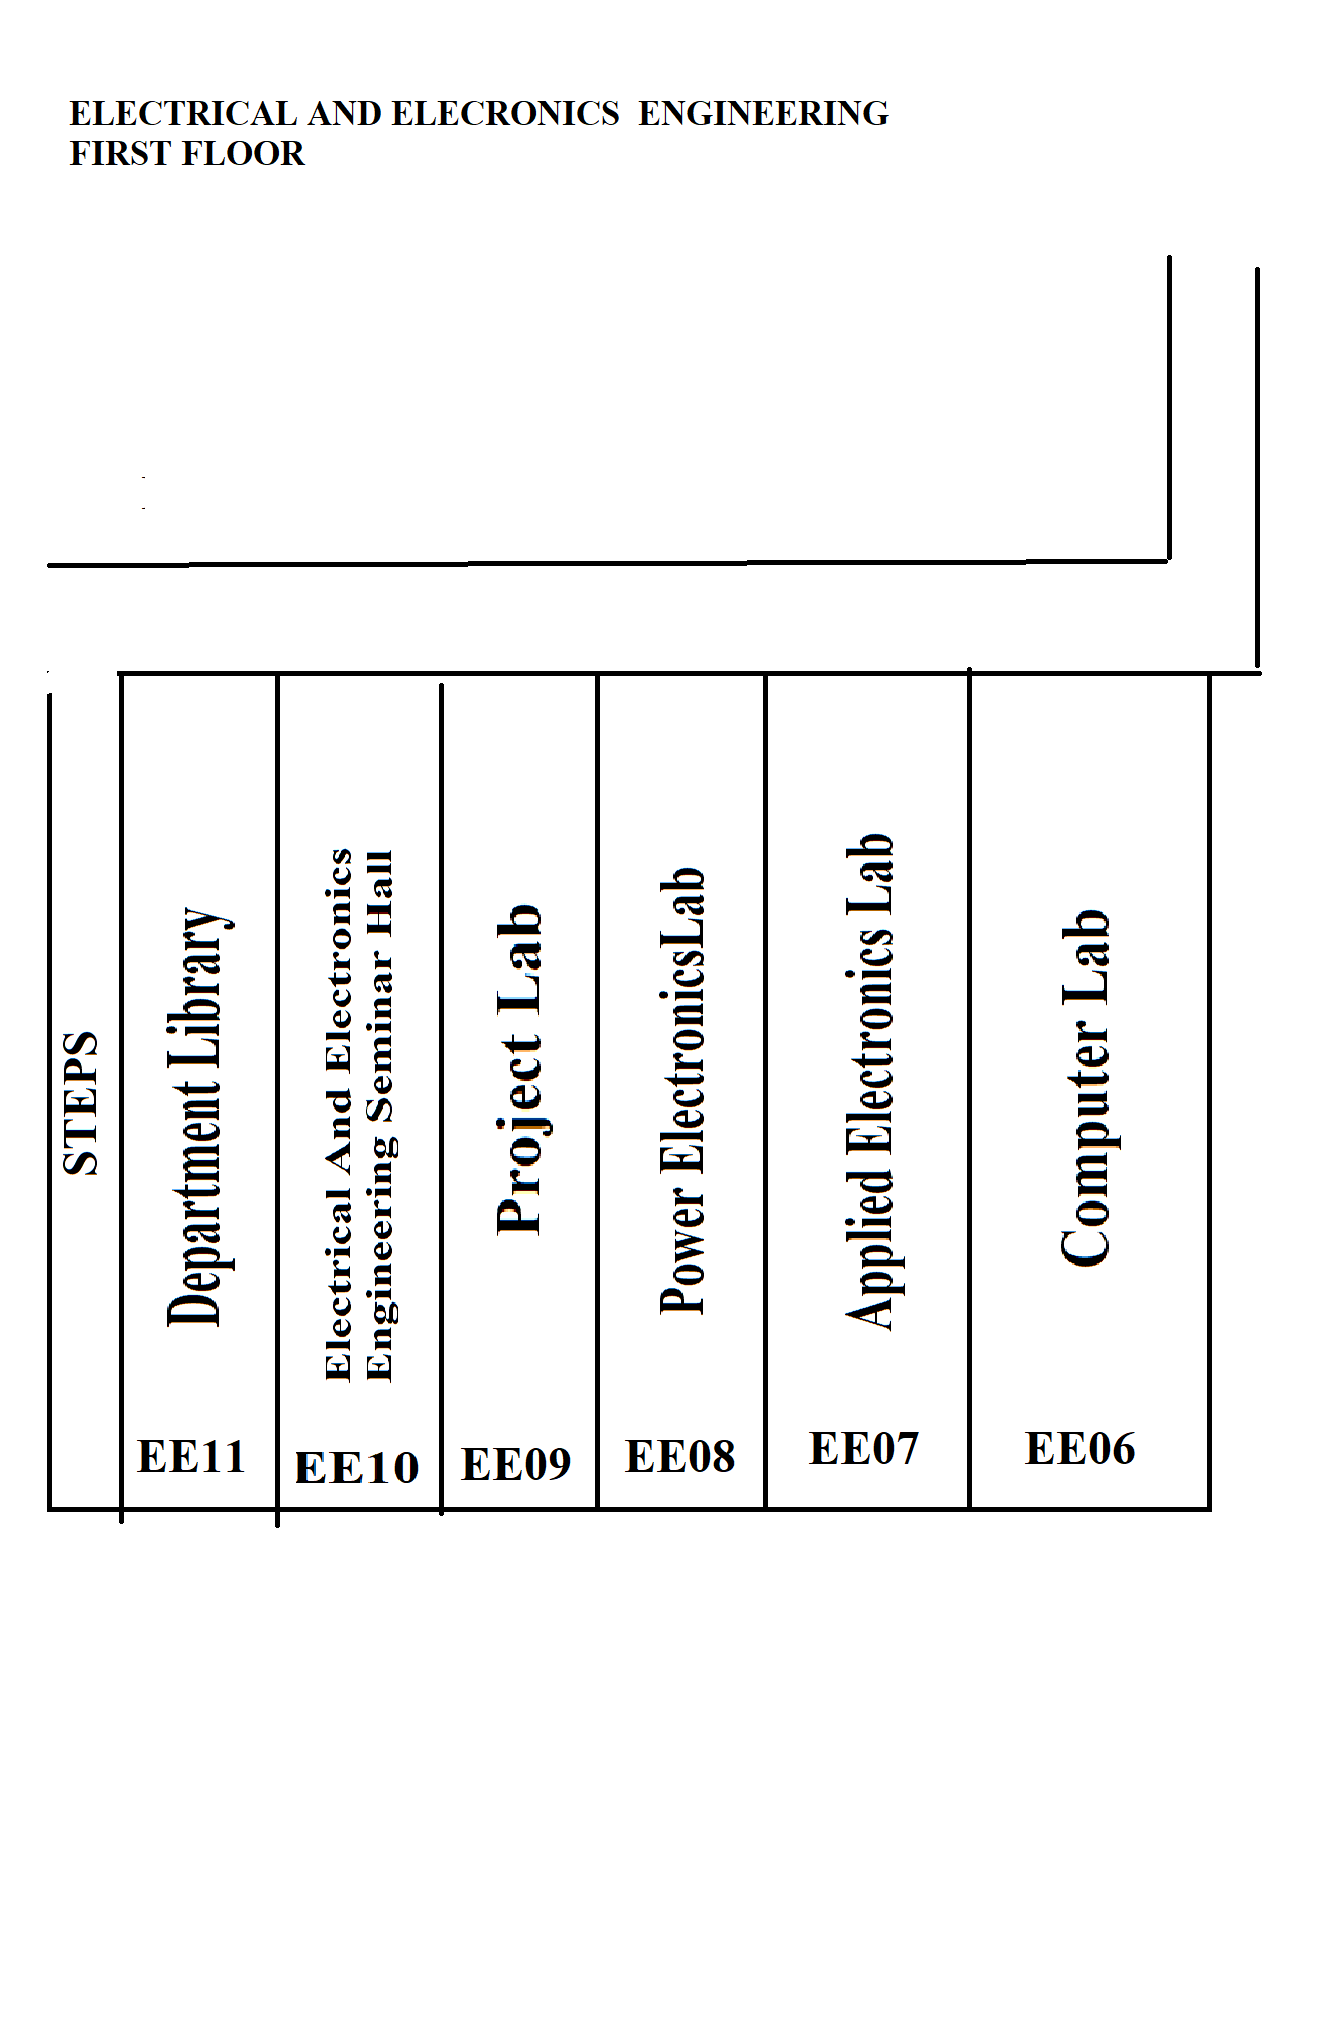 ELECTRICAL AND ELECRONICS  ENGINEERING
FIRST FLOOR
STEPS
Department Library
EE11
Electrical And Electronics
Engineering Seminar Hall
EE10
Project Lab
EE09
Power ElectronicsLab
EE08
Applied Electronics Lab
EE07
Computer Lab
EE06